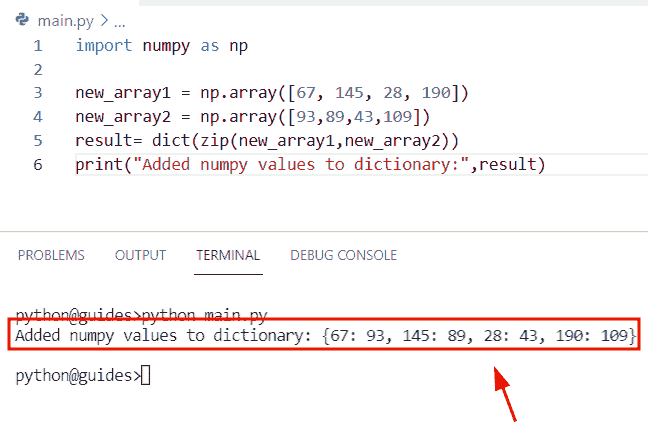 main.py > ...
1 import numpy as np
2
3 new_array1 = np.array([67, 145, 28, 190])
4 new_array2 = np.array([93,89,43,109])
5 result= dict(zip(new_array1,new_array2))
6 print("Added numpy values to dictionary:",result)
PROBLEMS OUTPUT TERMINAL DEBUG CONSOLE
python@guides>python main.py
Added numpy values to dictionary: {67: 93, 145: 89, 28: 43, 190: 109}
python@guides>